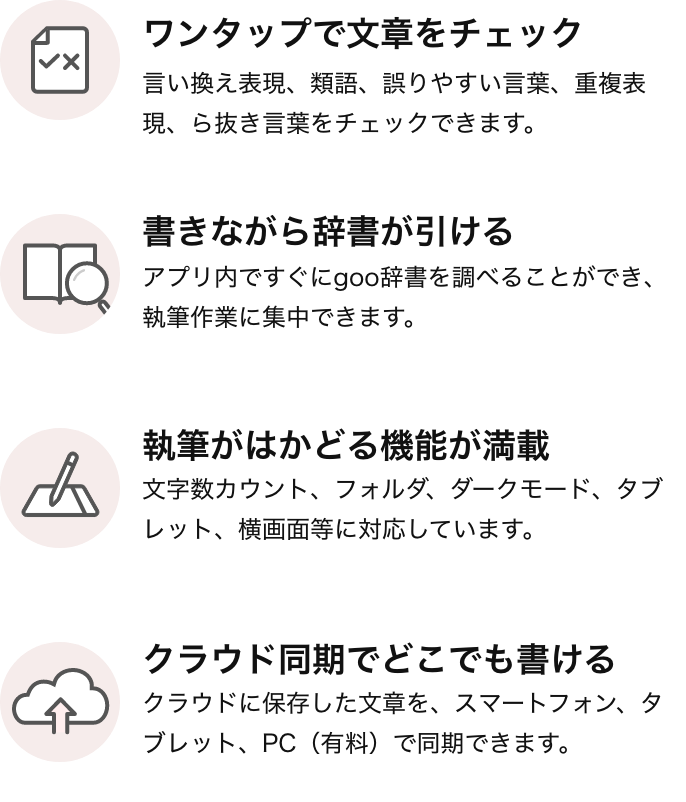 ワンタップで文章をチェック
言い換え表現、類語、誤りやすい言葉、重複表
現、ら抜き言葉をチェックできます。
書きながら辞書が引ける
アプリ内ですぐにgoo辞書を調べることができ、
執筆作業に集中できます。
執筆がはかどる機能が満載
文字数カウント、フォルダ、ダークモード、タブ
レット、横画面等に対応しています。
クラウド同期でどこでも書ける
クラウドに保存した文章を、スマートフォン、タ
ブレット、PC（有料）で同期できます。